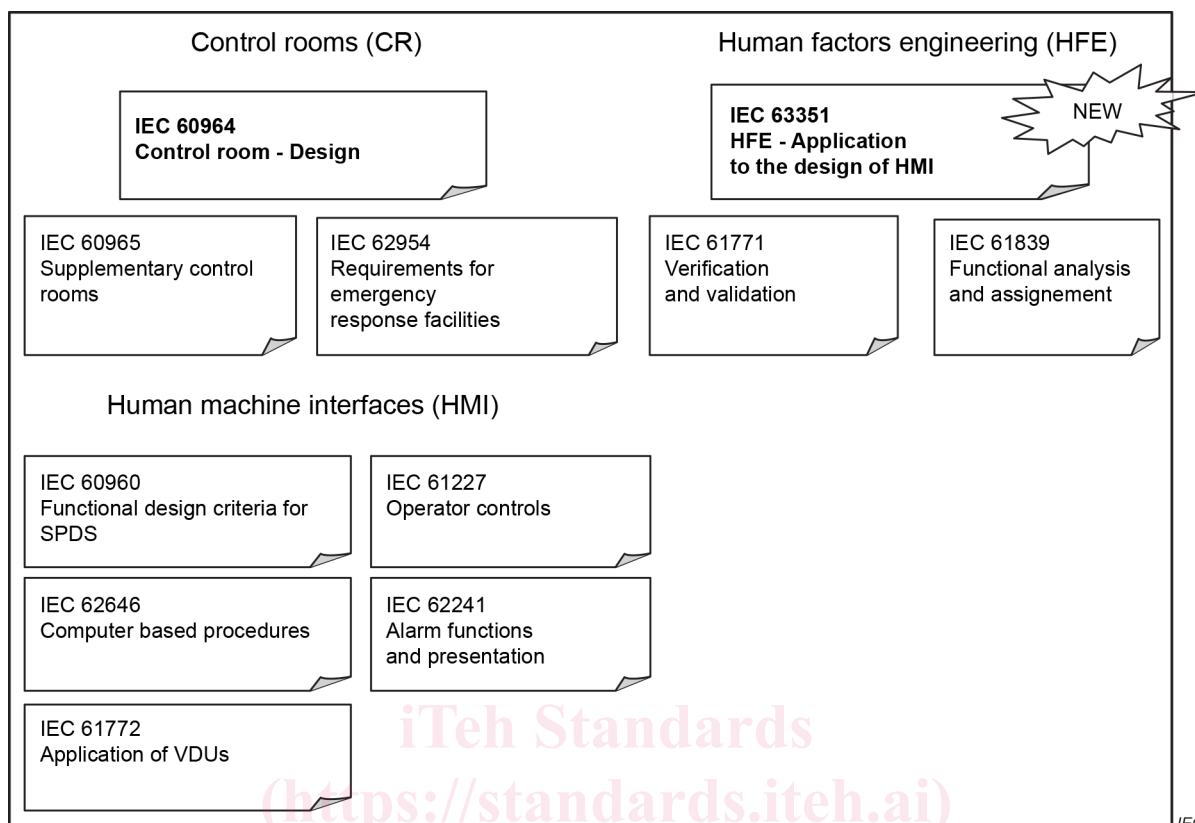 Control rooms (CR)
IEC 60964
Control room - Design
IEC 60965
Supplementary control
rooms
IEC 62954
Requirements for
emergency
response facilities
Human factors engineering (HFE)
NEW
IEC 63351
HFE - Application
to the design of HMI
IEC 61771
Verification
and validation
IEC 61839
Functional analysis
and assignement
Human machine interfaces (HMI)
IEC 60960
Functional design criteria for
SPDS
IEC 61227
Operator controls
IEC 62646
Computer based procedures
IEC 62241
Alarm functions
and presentation
IEC 61772
Application of VDUs
iTeh Standards
(https://standards.iteh.ai)